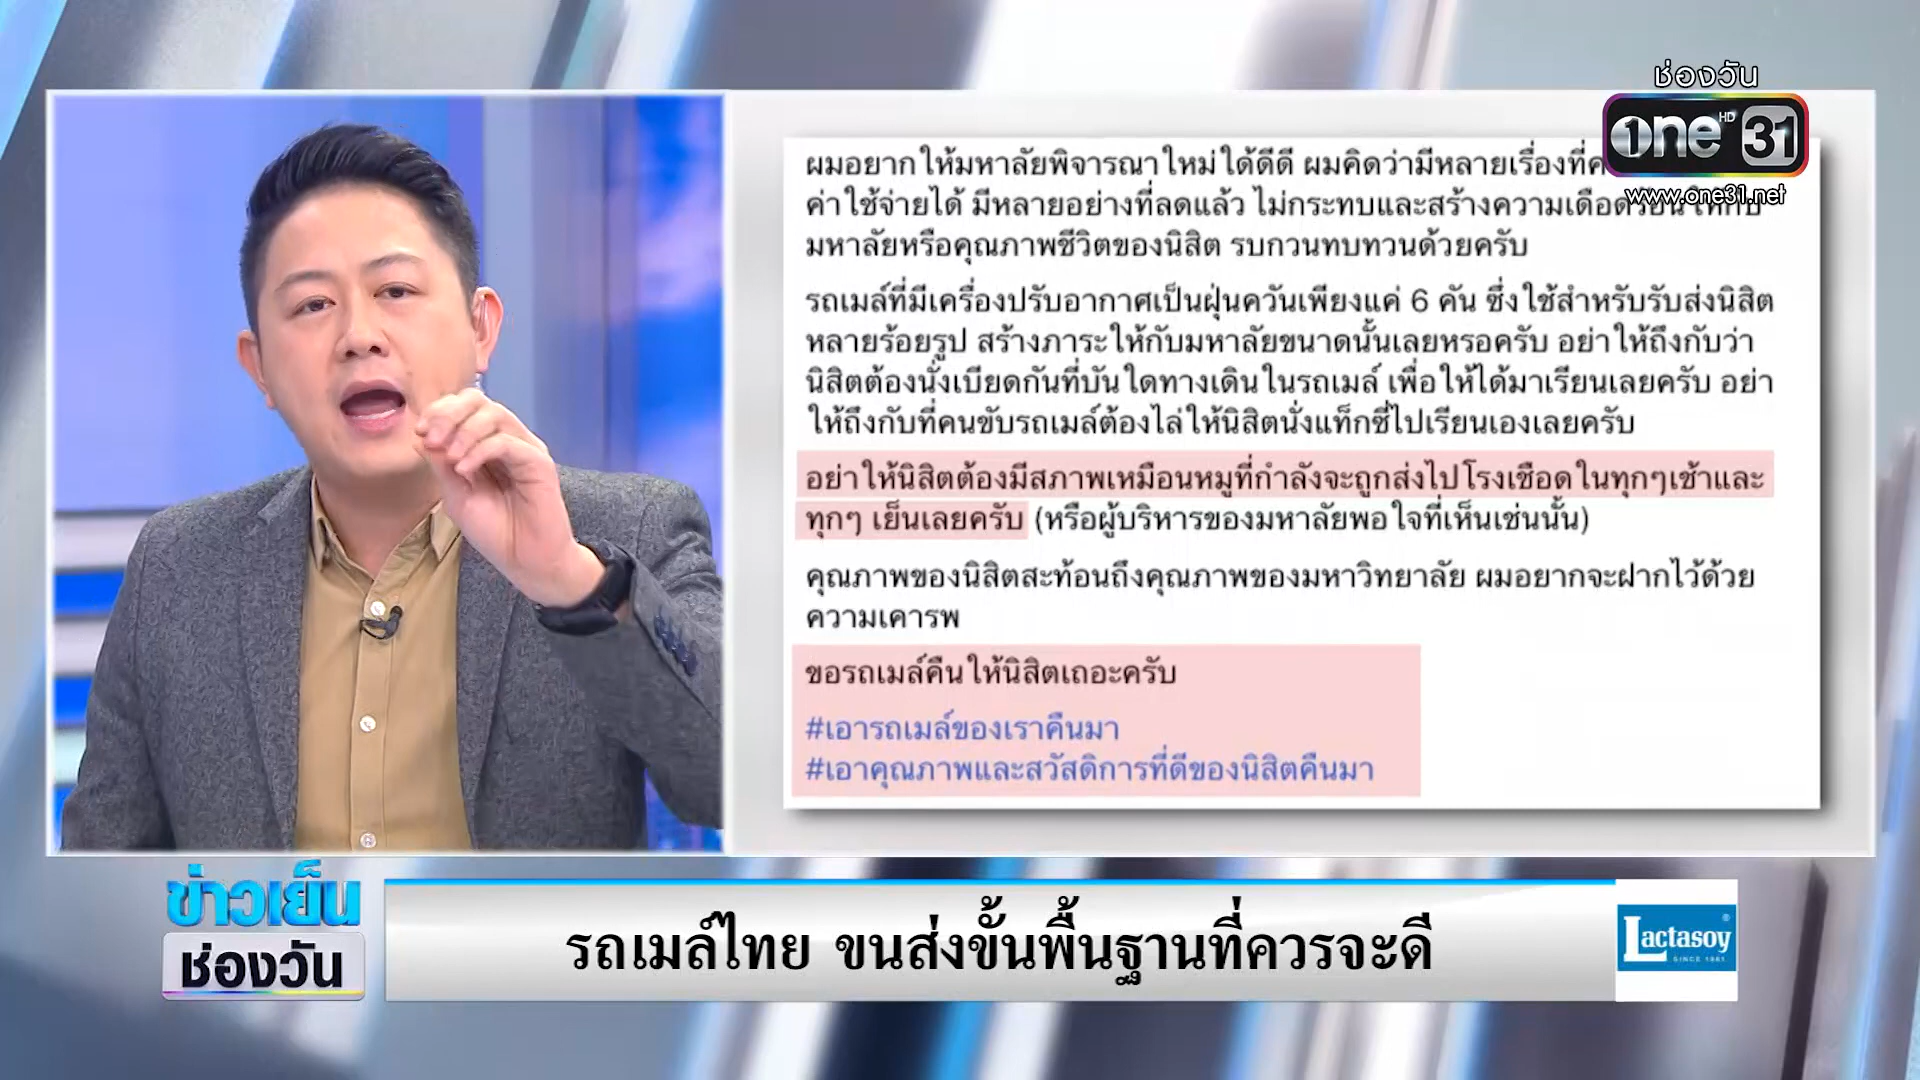 ช่องวัน
one HD 31
www.one31.net
ผมอยากให้มหาลัยพิจารณาใหม่ได้ดีดี ผมคิดว่ามีหลายเรื่องที่
ค่าใช้จ่ายได้ มีหลายอย่างที่ลดแล้ว ไม่กระทบและสร้างความเดือดร้อนให้กับ
มหาลัยหรือคุณภาพชีวิตของนิสิต รบกวนทบทวนด้วยครับ
รถเมล์ที่มีเครื่องปรับอากาศเป็นฝุ่นควันเพียงแค่ 6 คัน ซึ่งใช้สำหรับรับส่งนิสิต
หลายร้อยรูป สร้างภาระให้กับมหาลัยขนาดนั้นเลยหรอครับ อย่าให้ถึงกับว่า
นิสิตต้องนั่งเบียดกันที่บันใดทางเดินในรถเมล์ เพื่อให้ได้มาเรียนเลยครับ อย่า
ให้ถึงกับที่คนขับรถเมล์ต้องไล่ให้นิสิตนั่งแท็กซี่ไปเรียนเองเลยครับ
อย่าให้นิสิตต้องมีสภาพเหมือนหมูที่กำลังจะถูกส่งไปโรงเชือดในทุกๆเช้าและ
ทุกๆ เย็นเลยครับ (หรือผู้บริหารของมหาลัยพอใจที่เห็นเช่นนั้น)
คุณภาพของนิสิตสะท้อนถึงคุณภาพของมหาวิทยาลัย ผมอยากจะฝากไว้ด้วย
ความเคารพ
ขอรถเมล์คืนให้นิสิตเถอะครับ
#เอารถเมล์ของเราคืนมา
#เอาคุณภาพและสวัสดิการที่ดีของนิสิตคืนมา
ข่าวเย็น
ช่องวัน
รถเมล์ไทย ขนส่งขั้นพื้นฐานที่ควรจะดี
Lactasoy
SINCE 1981